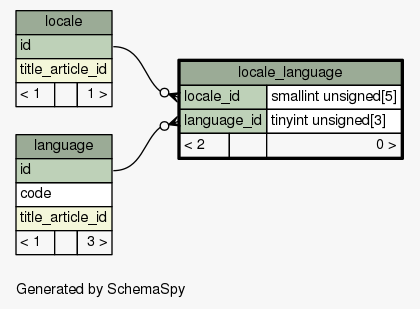 locale
id
title_article_id
< 1 1 >
language
id
code
title_article_id
< 1 3 >
locale_language
locale_id smallint unsigned[5]
language_id tinyint unsigned[3]
< 2 0 >
Generated by SchemaSpy